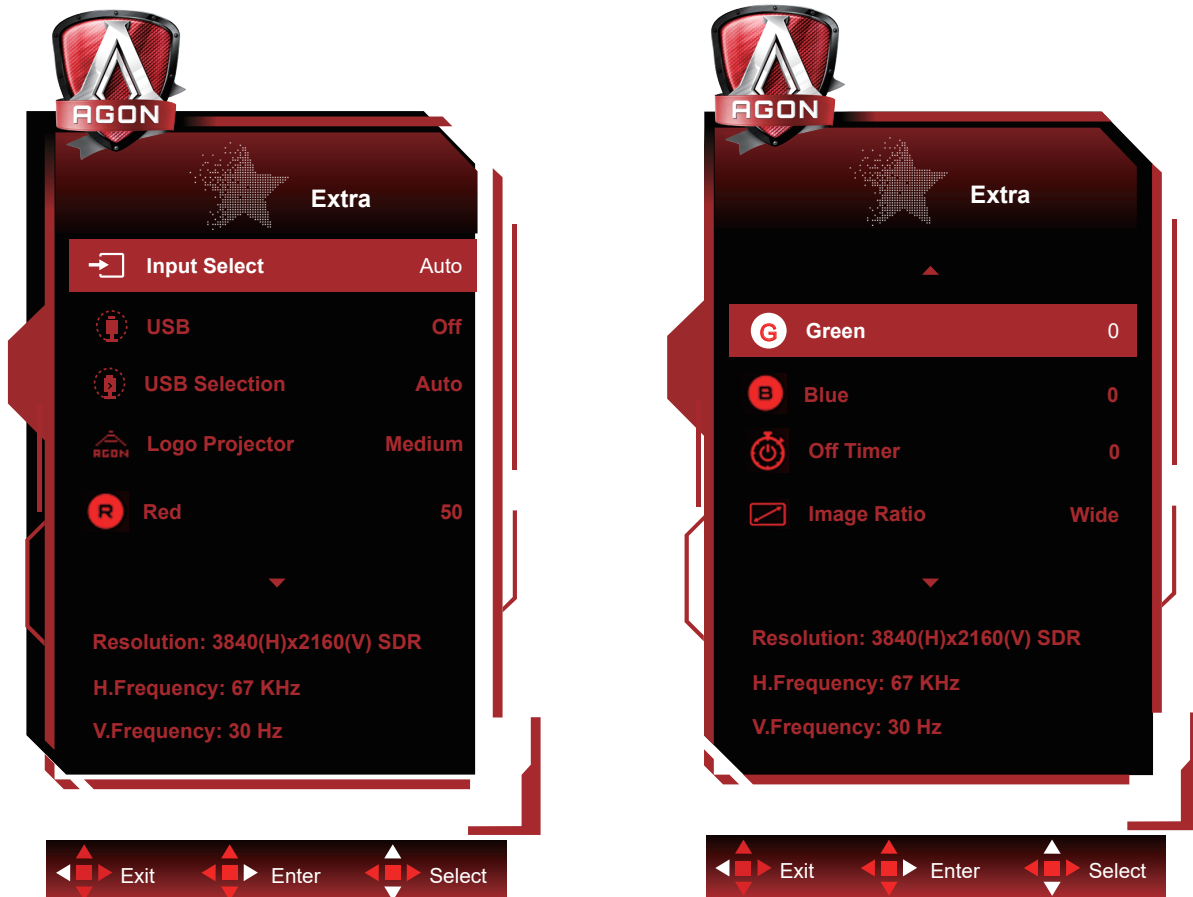 AGON
Extra
Input Select Auto
USB Off
USB Selection Auto
AGON Logo Projector Medium
R Red 50
Resolution: 3840(H)x2160(V) SDR
H.Frequency: 67 KHz
V.Frequency: 30 Hz
Exit Enter Select
AGON
Extra
G Green 0
B Blue 0
Off Timer 0
Image Ratio Wide
Resolution: 3840(H)x2160(V) SDR
H.Frequency: 67 KHz
V.Frequency: 30 Hz
Exit Enter Select